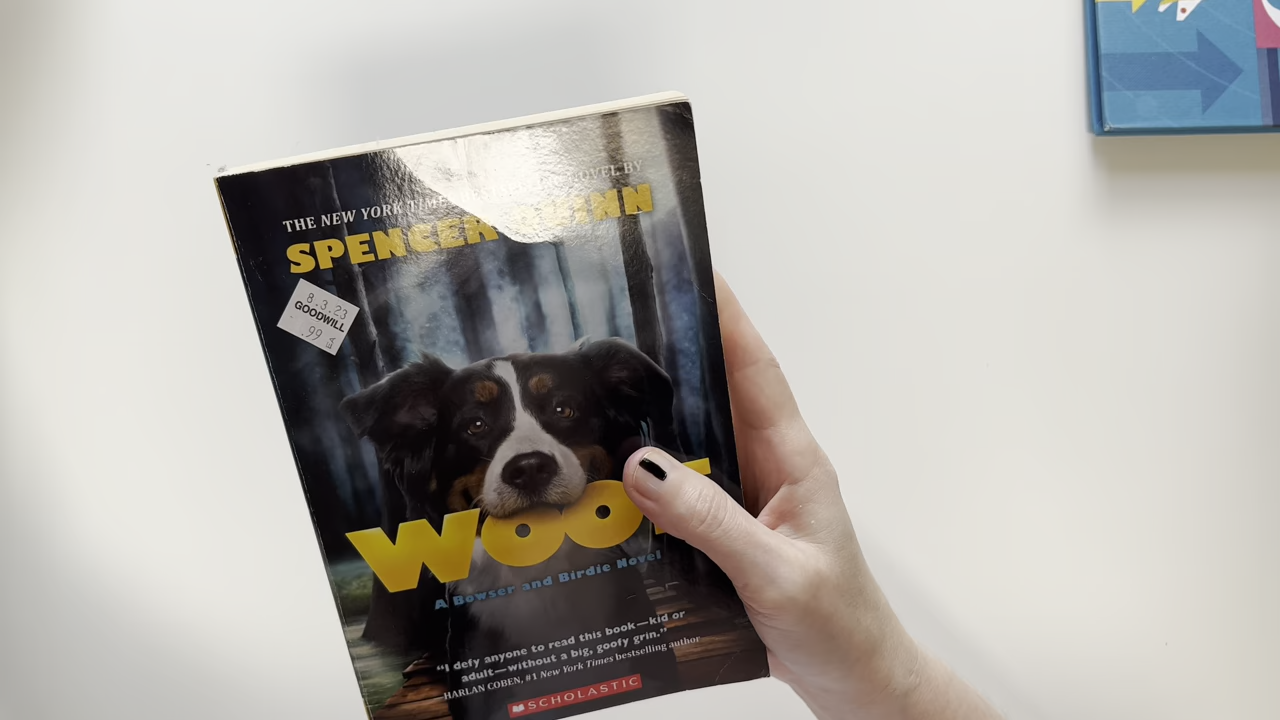 THE NEW YORK TIMES NOVEL BY
SPENCER QUINN
8.3.23
GOODWILL
.99
WOO
A Bowser and Birdie Novel
“I defy anyone to read this book—kid or
adult—without a big, goofy grin.”
—HARLAN COBEN, #1 New York Times bestselling author
SCHOLASTIC